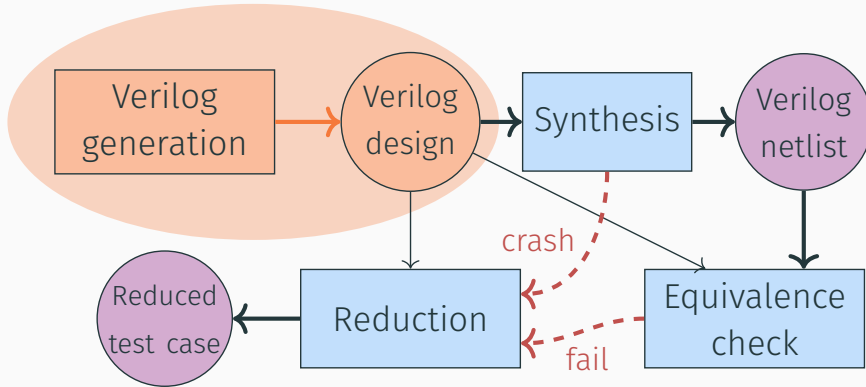 Verilog
generation
Verilog
design
Synthesis
Verilog
netlist
crash
Reduced
test case
Reduction
fail
Equivalence
check